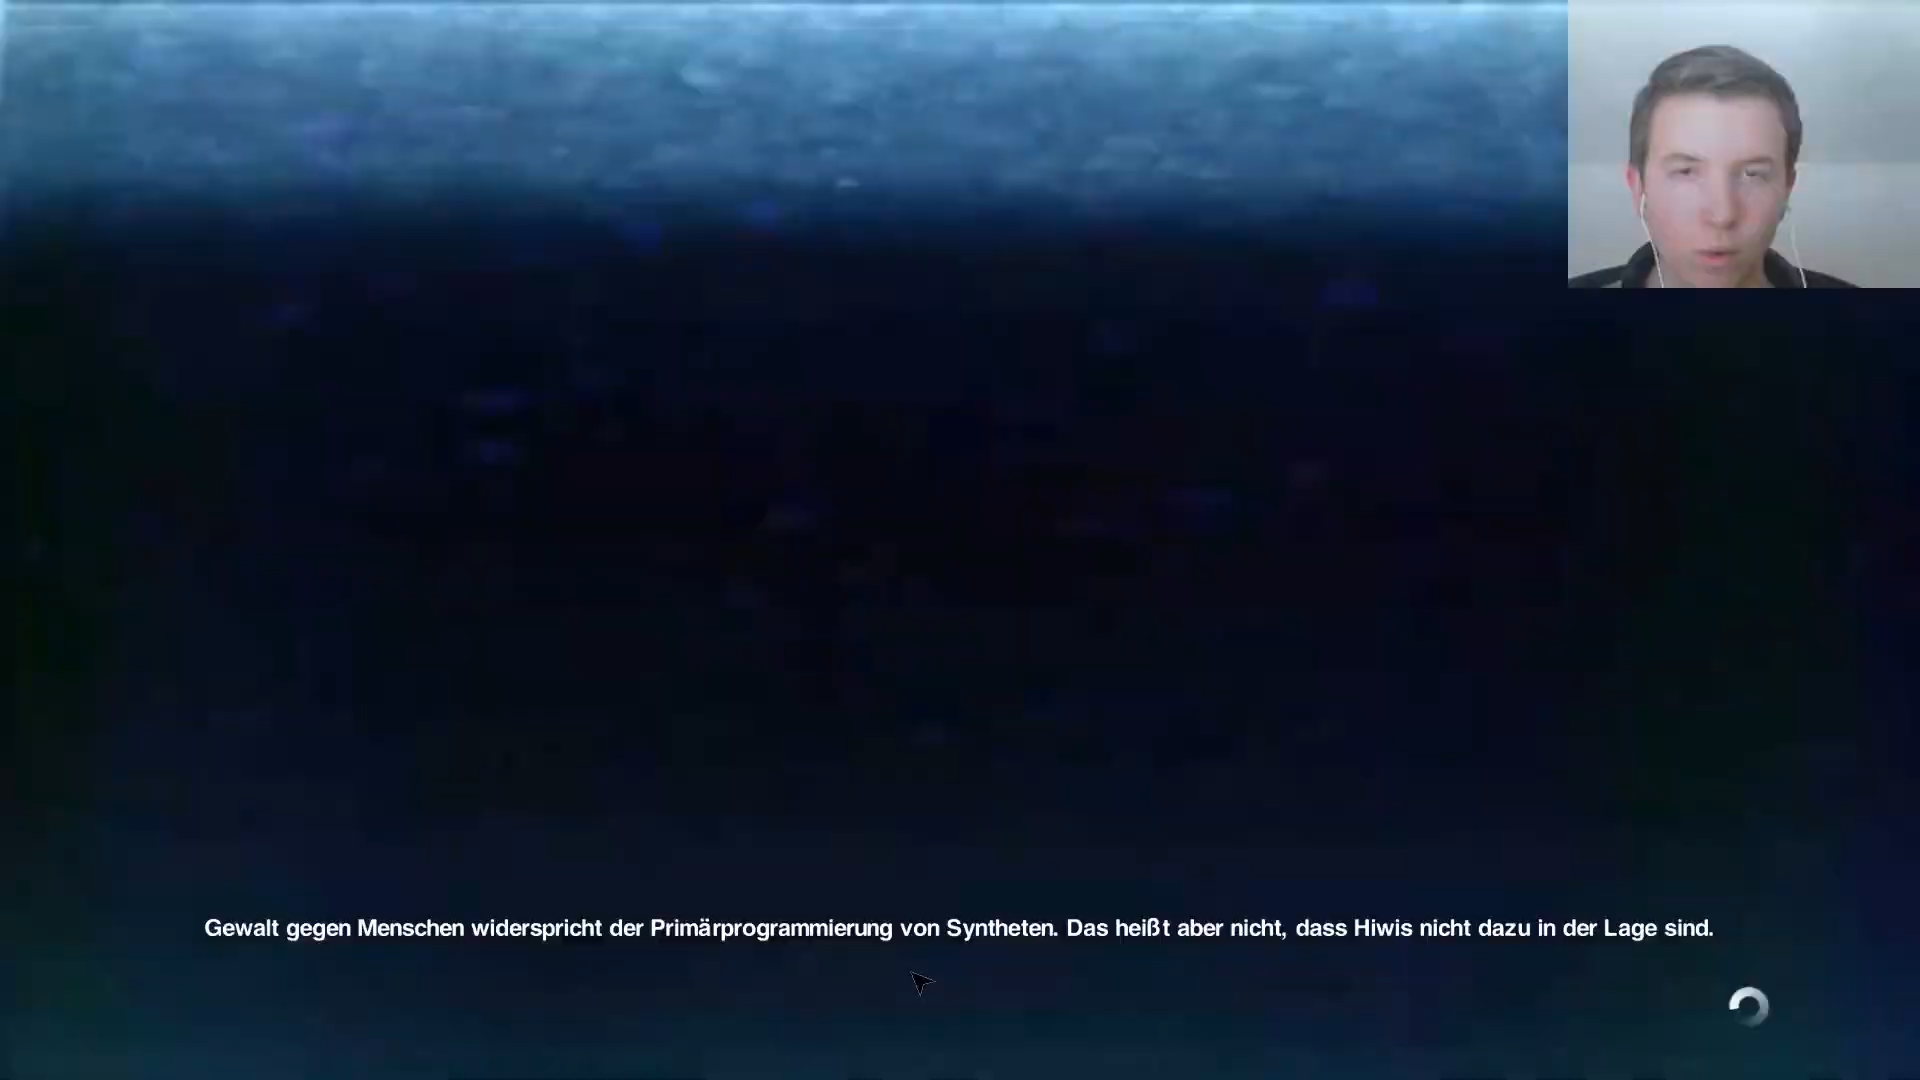 Gewalt gegen Menschen widerspricht der Primärprogrammierung von Syntheten. Das heißt aber nicht, dass Hiwis nicht dazu in der Lage sind.